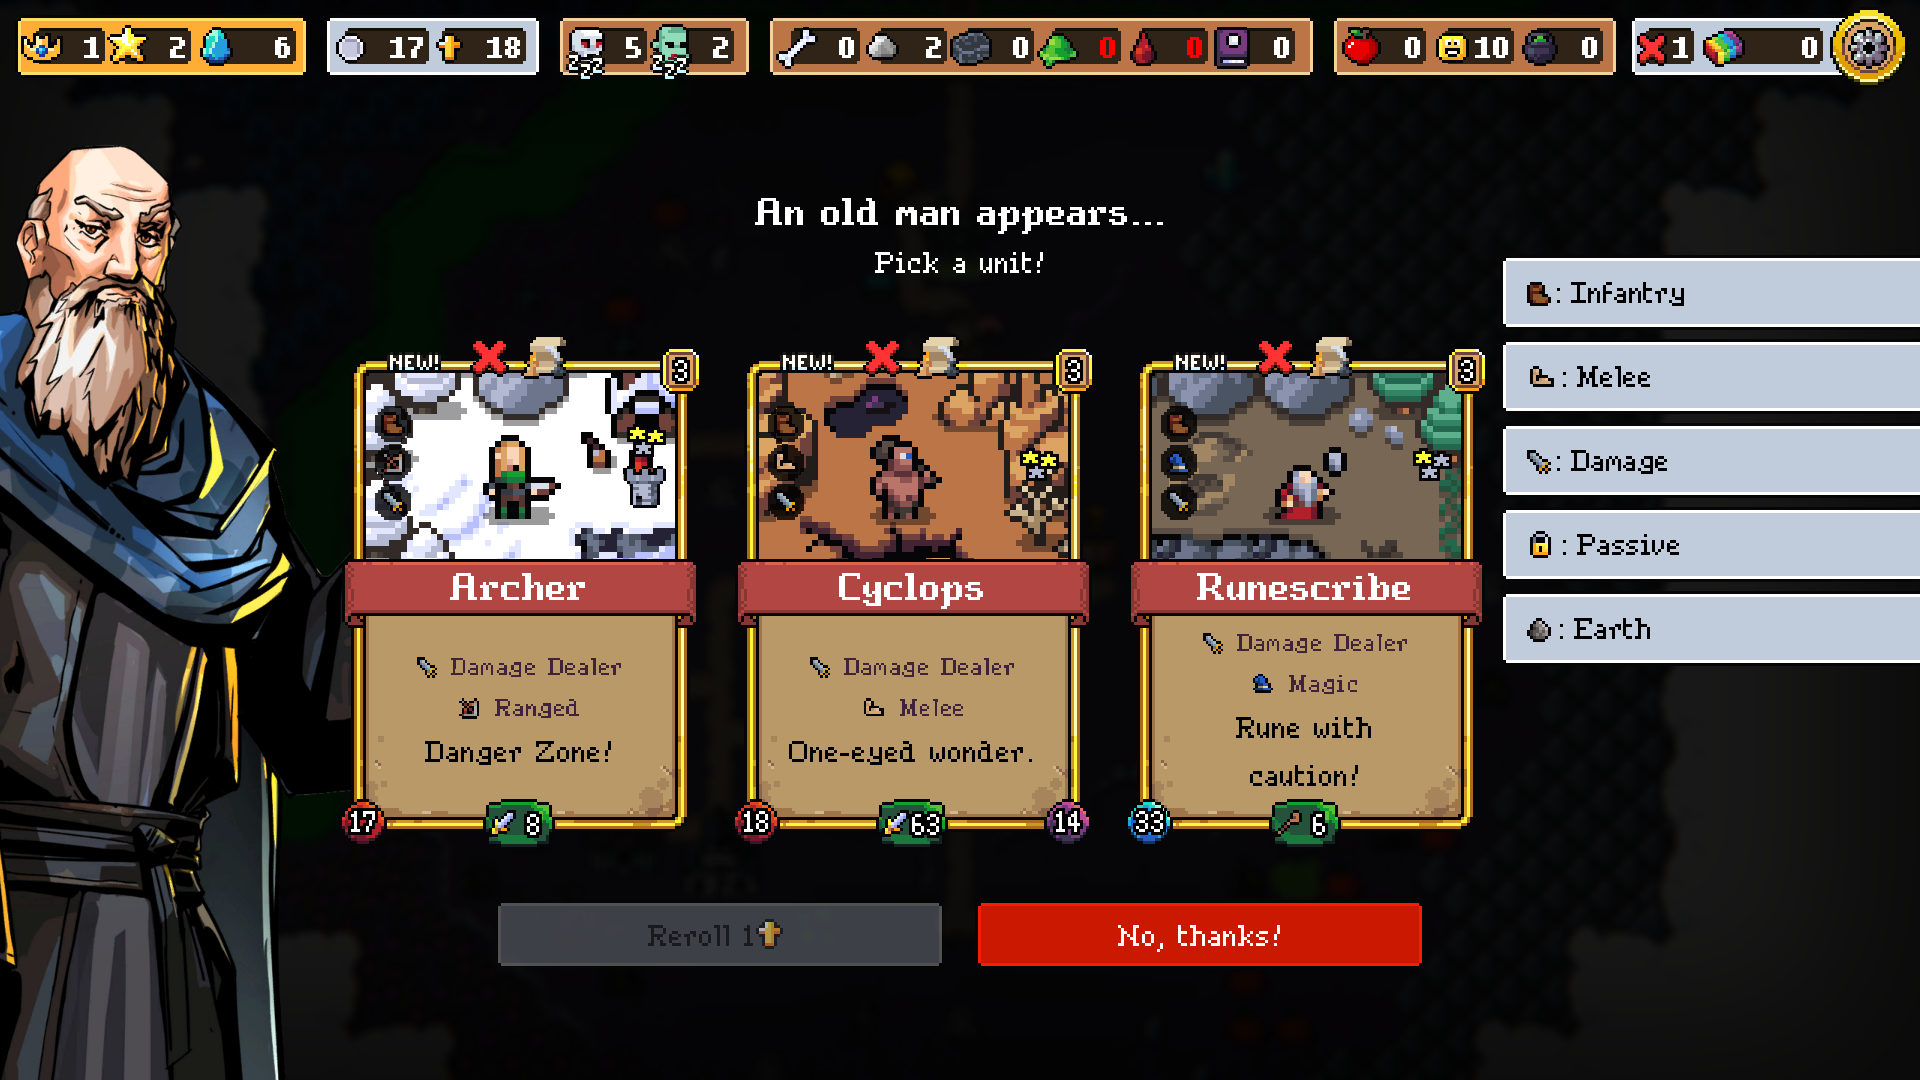 1 2 6 17 18 5 2 0 2 0 0 0 0 0 10 0 1 0
An old man appears...
Pick a unit!
NEW! 3
Archer
Damage Dealer
Ranged
Danger Zone!
17 8
NEW! 3
Cyclops
Damage Dealer
Melee
One-eyed wonder.
18 63 14
NEW! 3
Runescribe
Damage Dealer
Magic
Rune with
caution!
33 6
: Infantry
: Melee
: Damage
: Passive
: Earth
Reroll 1
No, thanks!